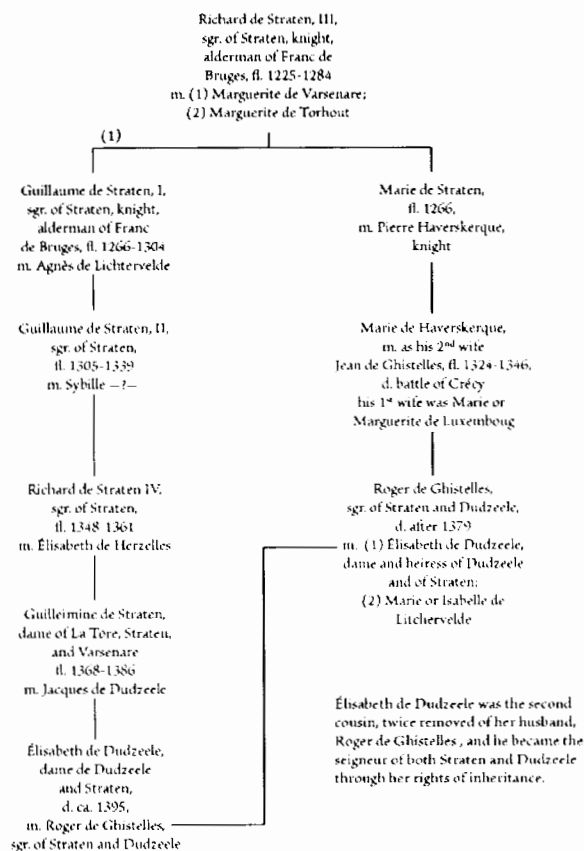 Richard de Straten, III,
sgr. of Straten, knight,
alderman of Franc de
Bruges, fl. 1225-1284
m. (1) Marguerite de Varsenare;
(2) Marguerite de Torhout
(1)
Guillaume de Straten, I,
sgr. of Straten, knight,
alderman of Franc
de Bruges, fl. 1266-1304
m. Agnès de Lichtervelde
Marie de Straten,
fl. 1266,
m. Pierre Haverskerque,
knight
Guillaume de Straten, II,
sgr. of Straten,
fl. 1305-1339
m. Sybille —?—
Marie de Haverskerque,
m. as his 2nd wife
Jean de Ghistelles, fl. 1324-1346,
d. battle of Crécy
his 1st wife was Marie or
Marguerite de Luxemboug
Richard de Straten IV,
sgr. of Straten,
fl. 1348-1361
m. Élisabeth de Herzelles
Roger de Ghistelles,
sgr. of Straten and Dudzeele,
d. after 1379
m. (1) Élisabeth de Dudzeele,
dame and heiress of Dudzeele
and of Straten;
(2) Marie or Isabelle de
Litchervelde
Guilleimine de Straten,
dame of La Tore, Straten,
and Varsenare
fl. 1368-1386
m. Jacques de Dudzeele
Élisabeth de Dudzeele,
dame de Dudzeele
and Straten,
d. ca. 1395,
m. Roger de Ghistelles,
sgr. of Straten and Dudzeele
Élisabeth de Dudzeele was the second
cousin, twice removed of her husband,
Roger de Ghistelles , and he became the
seigneur of both Straten and Dudzeele
through her rights of inheritance.